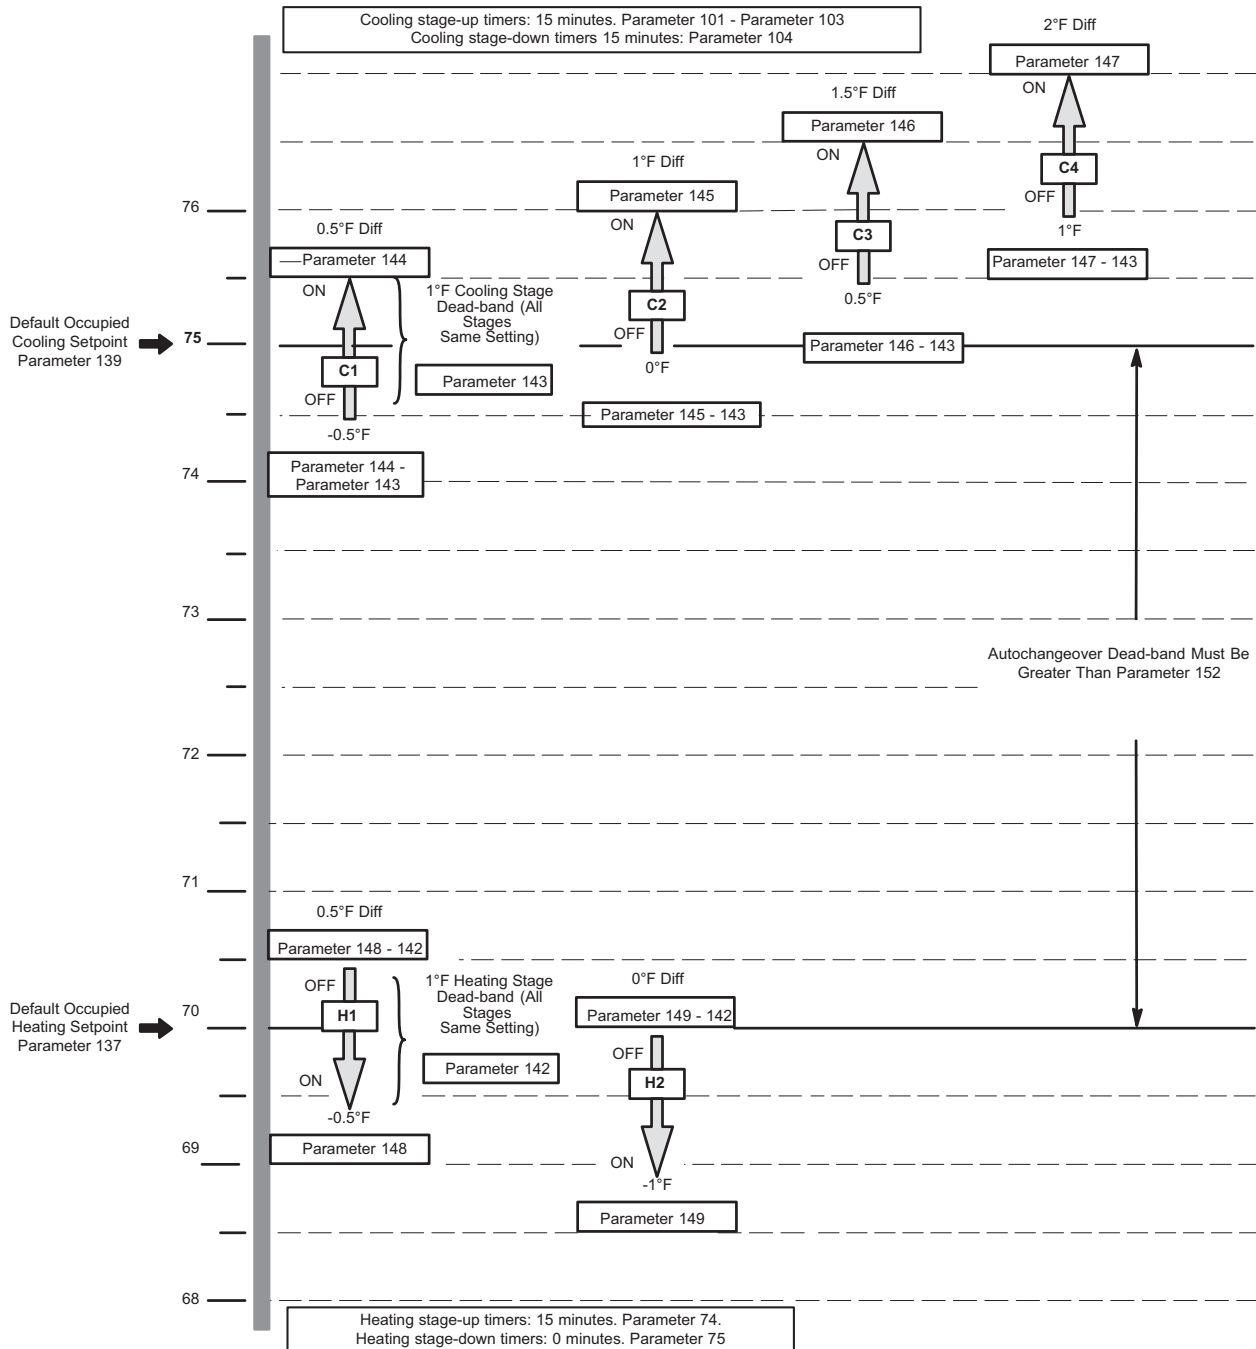 Cooling stage-up timers: 15 minutes. Parameter 101 - Parameter 103
Cooling stage-down timers 15 minutes: Parameter 104
2°F Diff
Parameter 147
ON
C4
OFF
1°F
Parameter 147 - 143
1.5°F Diff
Parameter 146
ON
C3
OFF
0.5°F
Parameter 146 - 143
1°F Diff
Parameter 145
ON
C2
OFF
0°F
Parameter 145 - 143
76
0.5°F Diff
Parameter 144
ON
C1
OFF
-0.5°F
Parameter 144 -
Parameter 143
1°F Cooling Stage
Dead-band (All
Stages
Same Setting)
Parameter 143
Default Occupied
Cooling Setpoint
Parameter 139
75
74
73
Autochangeover Dead-band Must Be
Greater Than Parameter 152
72
71
0.5°F Diff
Parameter 148 - 142
OFF
H1
ON
-0.5°F
Parameter 148
1°F Heating Stage
Dead-band (All
Stages
Same Setting)
Parameter 142
0°F Diff
Parameter 149 - 142
OFF
H2
ON
-1°F
Parameter 149
Default Occupied
Heating Setpoint
Parameter 137
70
69
68
Heating stage-up timers: 15 minutes. Parameter 74.
Heating stage-down timers: 0 minutes. Parameter 75